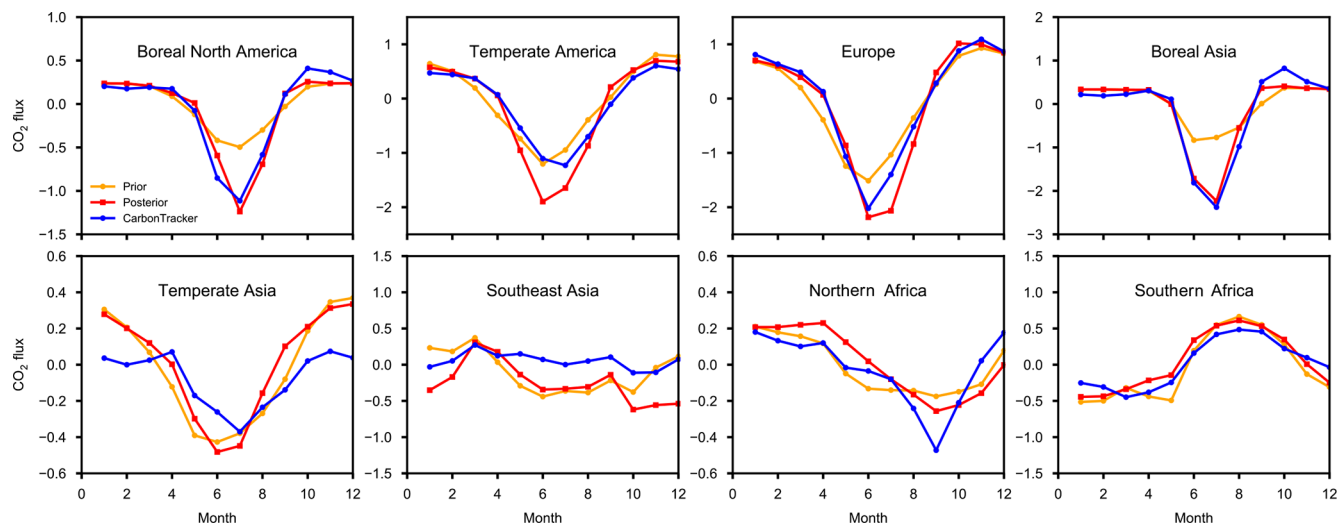 Boreal North America
Temperate America
Europe
Boreal Asia
CO2 flux
1.0
0.5
0.0
−0.5
−1.0
−1.5
1
0
−1
−2
1
0
−1
−2
2
1
0
−1
−2
−3
Prior
Posterior
CarbonTracker
Temperate Asia
Southeast Asia
Northern Africa
Southern Africa
CO2 flux
0.6
0.4
0.2
0.0
−0.2
−0.4
−0.6
1.5
1.0
0.5
0.0
−0.5
−1.0
−1.5
0.6
0.4
0.2
0.0
−0.2
−0.4
−0.6
1.5
1.0
0.5
0.0
−0.5
−1.0
−1.5
0 2 4 6 8 10 12
0 2 4 6 8 10 12
0 2 4 6 8 10 12
0 2 4 6 8 10 12
Month
Month
Month
Month